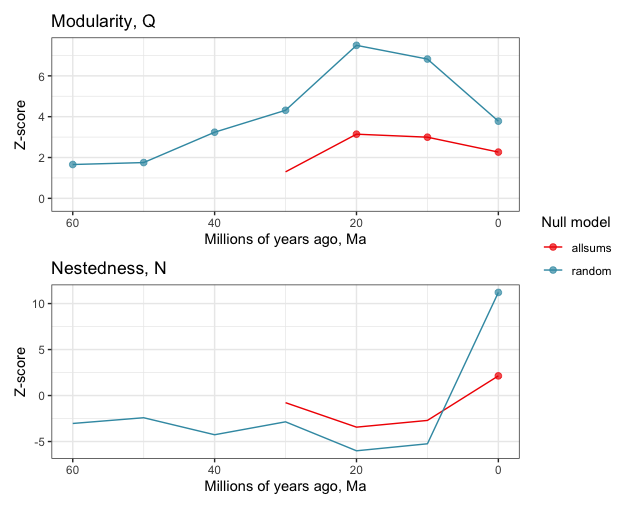 Modularity, Q
Z-score
6
4
2
0
60
40
20
0
Millions of years ago, Ma
Nestedness, N
Z-score
10
5
0
-5
60
40
20
0
Millions of years ago, Ma
Null model
allsums
random